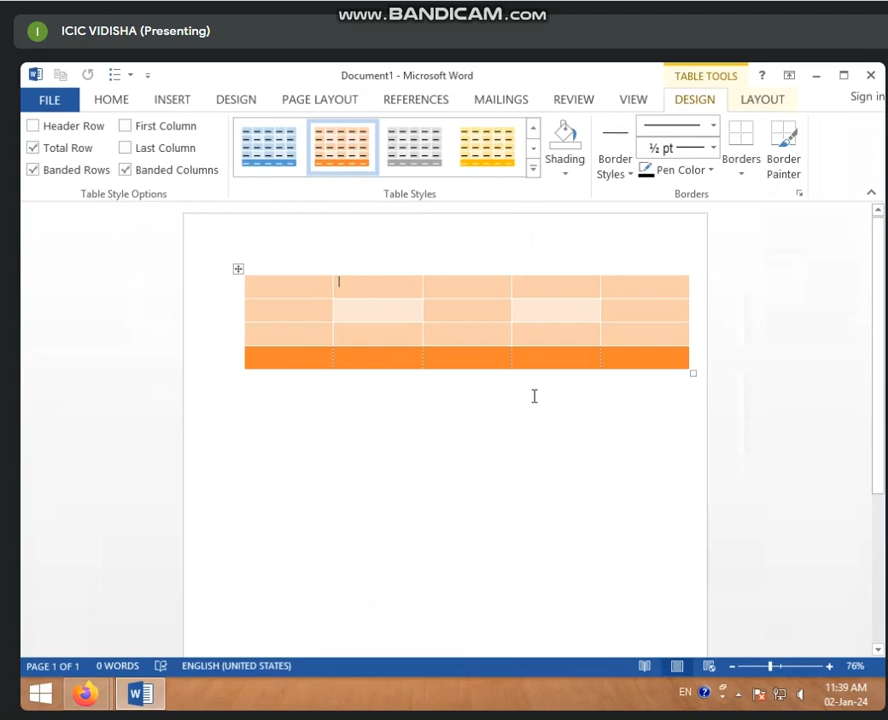 www.BANDICAM.com
I ICIC VIDISHA (Presenting)
Document1 - Microsoft Word
TABLE TOOLS
?
FILE HOME INSERT DESIGN PAGE LAYOUT REFERENCES MAILINGS REVIEW VIEW DESIGN LAYOUT Sign in
Header Row First Column
Total Row Last Column
Banded Rows Banded Columns
Table Style Options
Table Styles
Shading
Border Styles
½ pt
Pen Color
Borders
Border Painter
Borders
PAGE 1 OF 1 0 WORDS ENGLISH (UNITED STATES) 76%
EN
11:39 AM
02-Jan-24